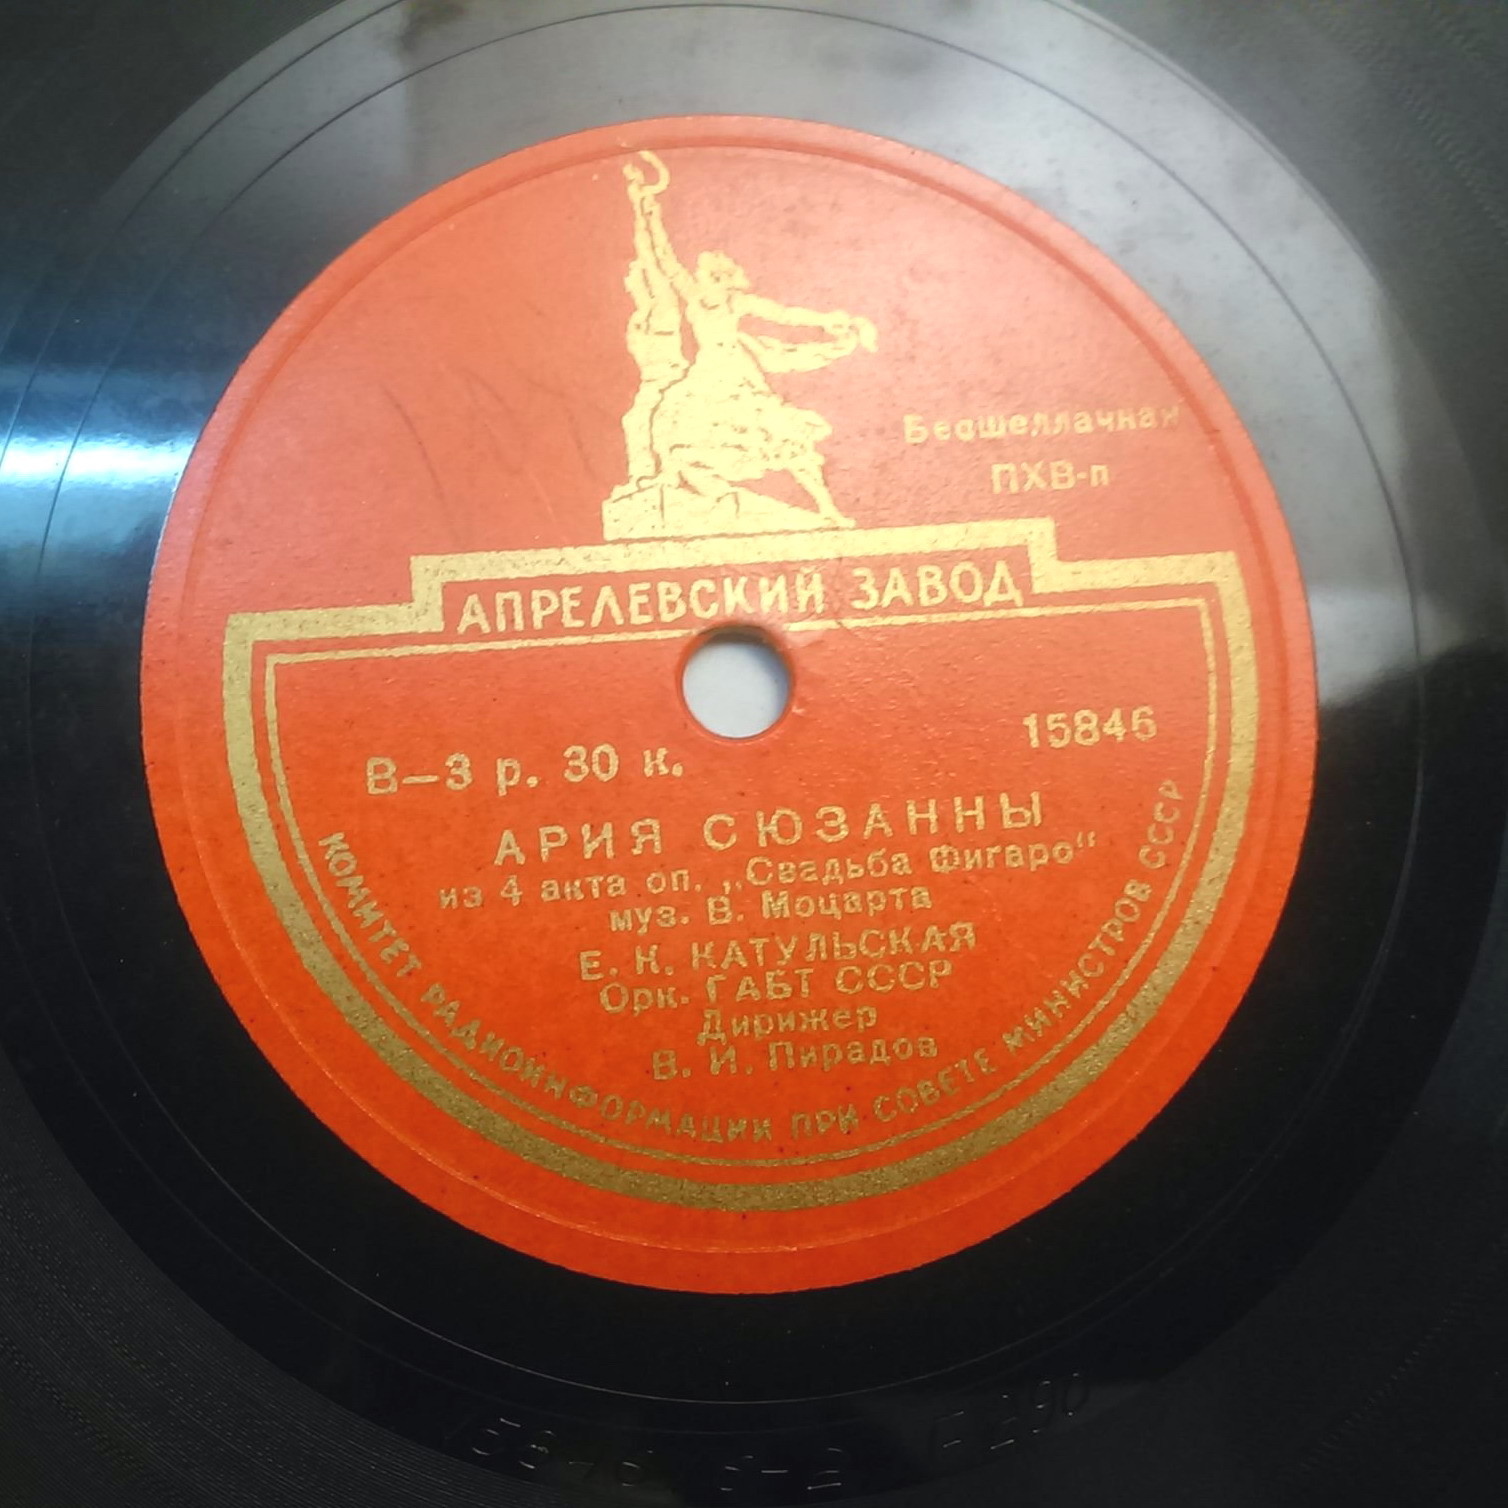 Бесшеллачная
ПХВ-п
АПРЕЛЕВСКИЙ ЗАВОД
15846
В—3 р. 30 к.
АРИЯ СЮЗАННЫ
из 4 акта оп. „Свадьба Фигаро“
муз. В. Моцарта
Е. К. КАТУЛЬСКАЯ
Орк. ГАБТ СССР
Дирижер
В. И. Пирадов
КОМИТЕТ РАДИОИНФОРМАЦИИ ПРИ СОВЕТЕ МИНИСТРОВ СССР